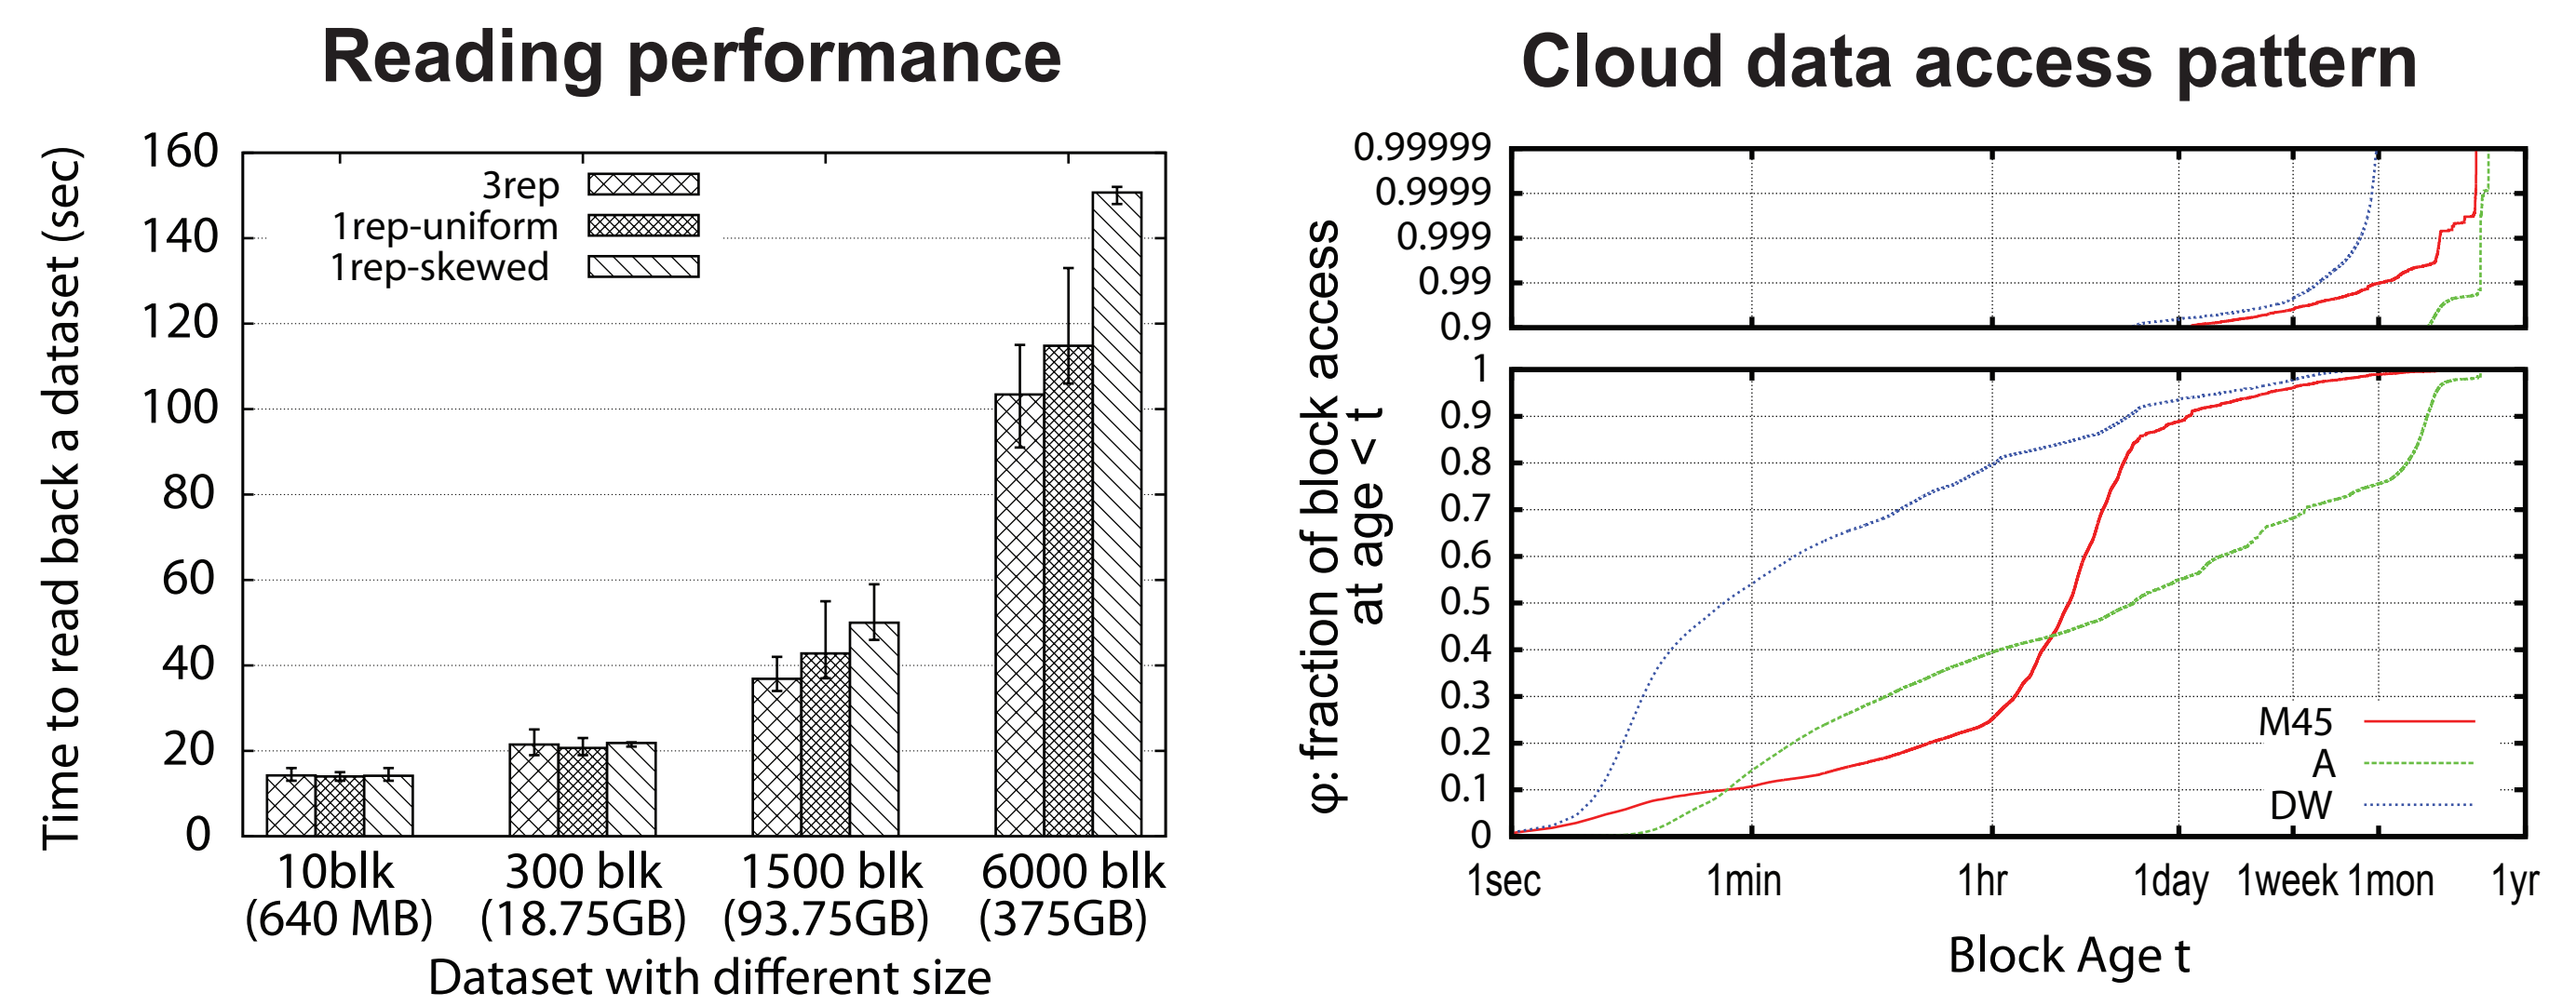 Reading performance
Time to read back a dataset (sec)
160
140
120
100
80
60
40
20
0
3rep
1rep-uniform
1rep-skewed
10blk
(640 MB)
300 blk
(18.75GB)
1500 blk
(93.75GB)
6000 blk
(375GB)
Dataset with different size
Cloud data access pattern
φ: fraction of block access
at age < t
0.99999
0.9999
0.999
0.99
0.9
1
0.9
0.8
0.7
0.6
0.5
0.4
0.3
0.2
0.1
0
M45
A
DW
1sec
1min
1hr
1day
1week
1mon
1yr
Block Age t